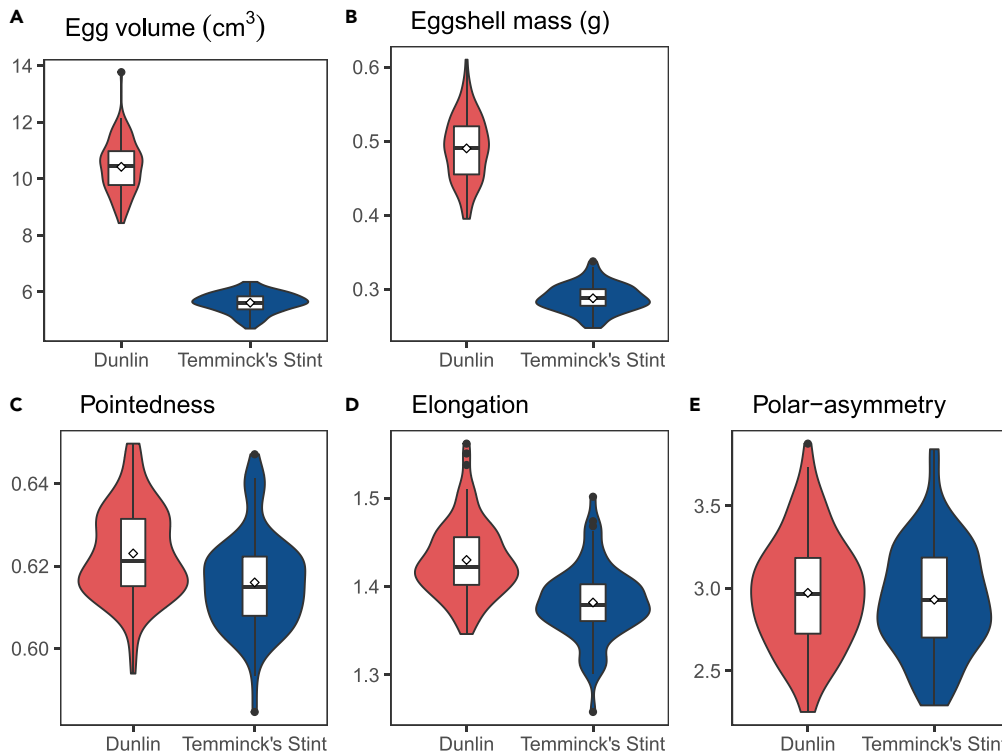 A Egg volume (cm³)
14
12
10
8
6
Dunlin Temminck's Stint
B Eggshell mass (g)
0.6
0.5
0.4
0.3
Dunlin Temminck's Stint
C Pointedness
0.64
0.62
0.60
Dunlin Temminck's Stint
D Elongation
1.5
1.4
1.3
Dunlin Temminck's Stint
E Polar−asymmetry
3.5
3.0
2.5
Dunlin Temminck's Stint